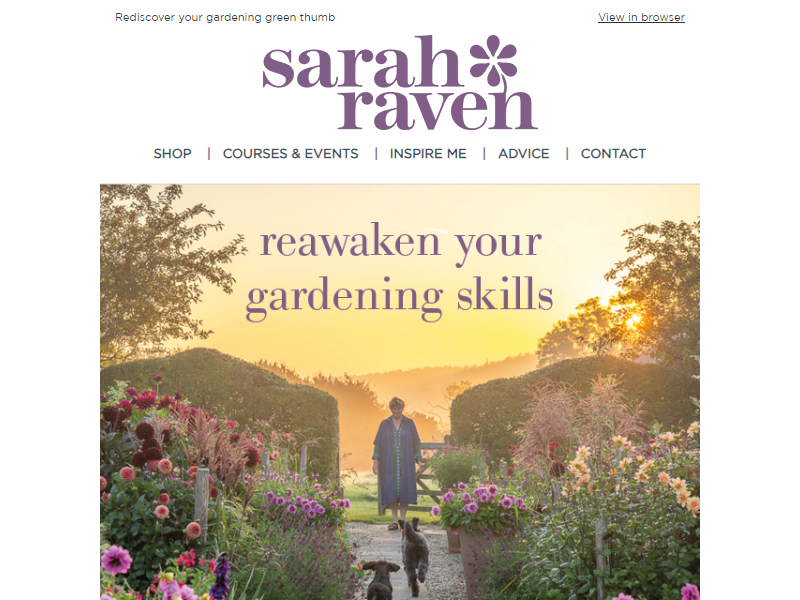 Rediscover your gardening green thumb
View in browser
sarah
raven
SHOP | COURSES & EVENTS | INSPIRE ME | ADVICE | CONTACT
reawaken your
gardening skills